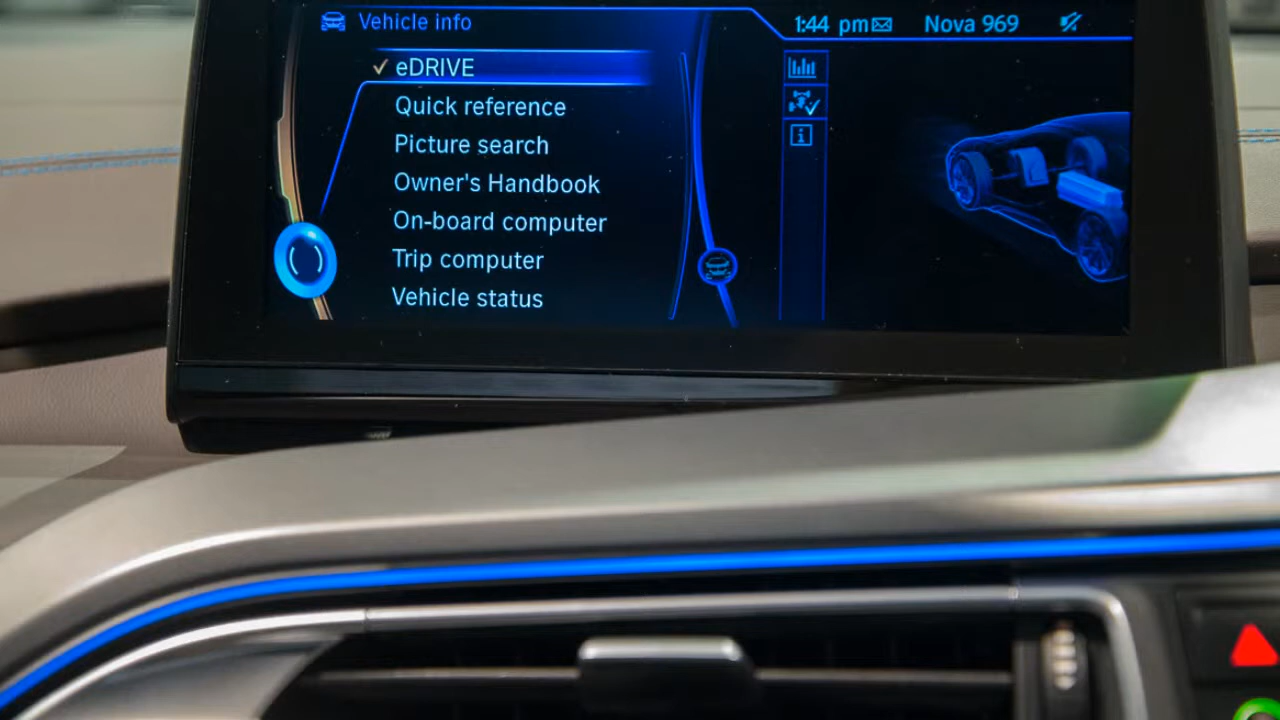 Vehicle info
1:44 pm Nova 969
eDRIVE
Quick reference
Picture search
Owner's Handbook
On-board computer
Trip computer
Vehicle status